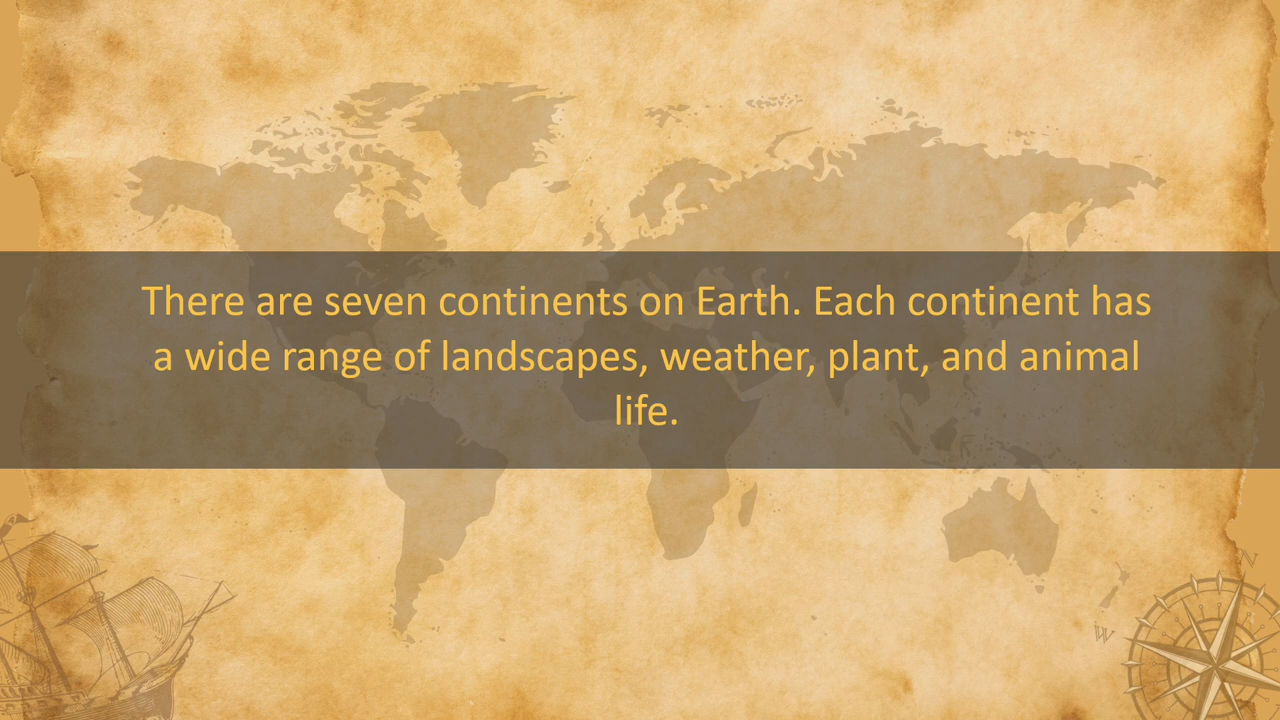 There are seven continents on Earth. Each continent has
a wide range of landscapes, weather, plant, and animal
life.
N
W